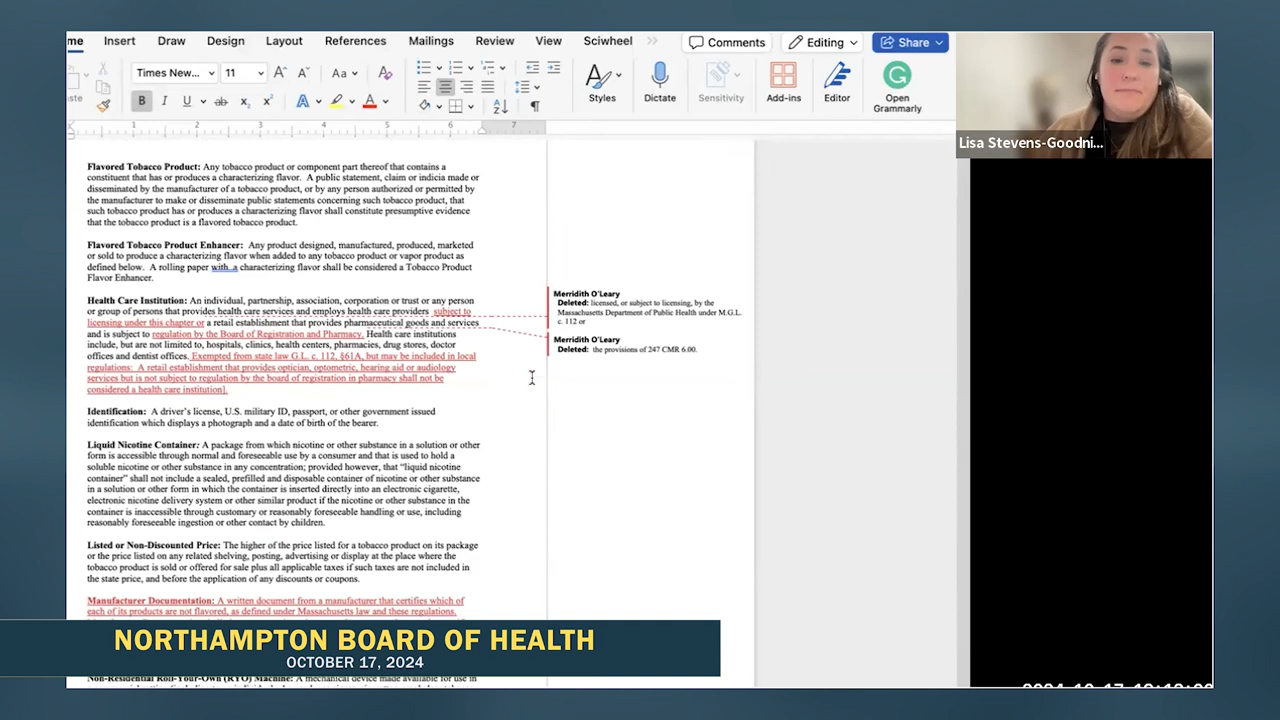 me Insert Draw Design Layout References Mailings Review View Sciwheel >> Comments Editing Share
Times New... 11 Aa
B I U ab x2 x2 A A
Styles Dictate Sensitivity Add-ins Editor Open Grammarly
1 2 3 4 5 6 7
Lisa Stevens-Goodni...
Flavored Tobacco Product: Any tobacco product or component part thereof that contains a
constituent that has or produces a characterizing flavor. A public statement, claim or indicia made or
disseminated by the manufacturer of a tobacco product, or by any person authorized or permitted by
the manufacturer to make or disseminate public statements concerning such tobacco product, that
such tobacco product has or produces a characterizing flavor shall constitute presumptive evidence
that the tobacco product is a flavored tobacco product.
Flavored Tobacco Product Enhancer: Any product designed, manufactured, produced, marketed
or sold to produce a characterizing flavor when added to any tobacco product or vapor product as
defined below. A rolling paper with a characterizing flavor shall be considered a Tobacco Product
Flavor Enhancer.
Health Care Institution: An individual, partnership, association, corporation or trust or any person
or group of persons that provides health care services and employs health care providers subject to
licensing under this chapter or a retail establishment that provides pharmaceutical goods and services
and is subject to regulation by the Board of Registration and Pharmacy. Health care institutions
include, but are not limited to, hospitals, clinics, health centers, pharmacies, drug stores, doctor
offices and dentist offices. Exempted from state law G.L. c. 112, §61A, but may be included in local
regulations: A retail establishment that provides optician, optometric, hearing aid or audiology
services but is not subject to regulation by the board of registration in pharmacy shall not be
considered a health care institution].
Merridith O'Leary
Deleted: licensed, or subject to licensing, by the
Massachusetts Department of Public Health under M.G.L.
c. 112 or
Merridith O'Leary
Deleted: the provisions of 247 CMR 6.00.
Identification: A driver's license, U.S. military ID, passport, or other government issued
identification which displays a photograph and a date of birth of the bearer.
Liquid Nicotine Container: A package from which nicotine or other substance in a solution or other
form is accessible through normal and foreseeable use by a consumer and that is used to hold a
soluble nicotine or other substance in any concentration; provided however, that "liquid nicotine
container" shall not include a sealed, prefilled and disposable container of nicotine or other substance
in a solution or other form in which the container is inserted directly into an electronic cigarette,
electronic nicotine delivery system or other similar product if the nicotine or other substance in the
container is inaccessible through customary or reasonably foreseeable handling or use, including
reasonably foreseeable ingestion or other contact by children.
Listed or Non-Discounted Price: The higher of the price listed for a tobacco product on its package
or the price listed on any related shelving, posting, advertising or display at the place where the
tobacco product is sold or offered for sale plus all applicable taxes if such taxes are not included in
the state price, and before the application of any discounts or coupons.
Manufacturer Documentation: A written document from a manufacturer that certifies which of
each of its products are not flavored, as defined under Massachusetts law and these regulations.
NORTHAMPTON BOARD OF HEALTH
OCTOBER 17, 2024
Non-Residential Roll-Your-Own (RYO) Machine: A mechanical device made available for use in